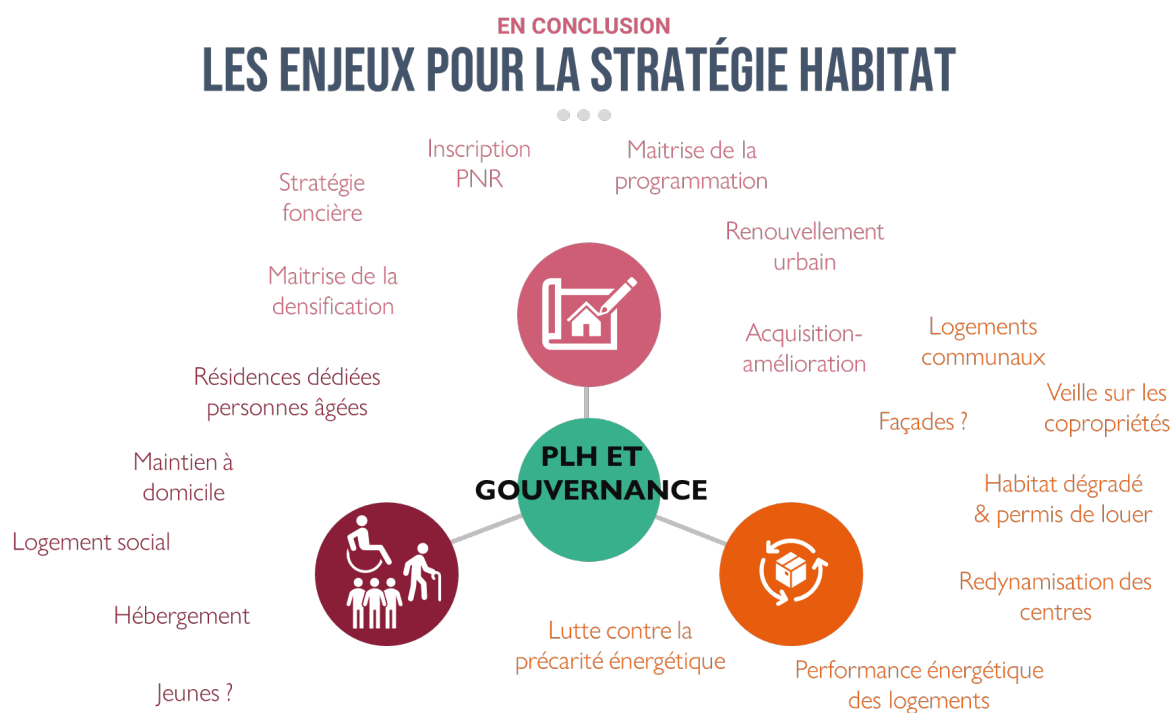 EN CONCLUSION
LES ENJEUX POUR LA STRATÉGIE HABITAT
Inscription
PNR
Maitrise de la
programmation
Stratégie
foncière
Renouvellement
urbain
Maitrise de la
densification
Acquisition-
amélioration
Logements
communaux
Résidences dédiées
personnes âgées
Veille sur les
copropriétés
Façades ?
Maintien à
domicile
PLH ET
GOUVERNANCE
Habitat dégradé
& permis de louer
Logement social
Redynamisation des
centres
Hébergement
Lutte contre la
précarité énergétique
Performance énergétique
des logements
Jeunes ?